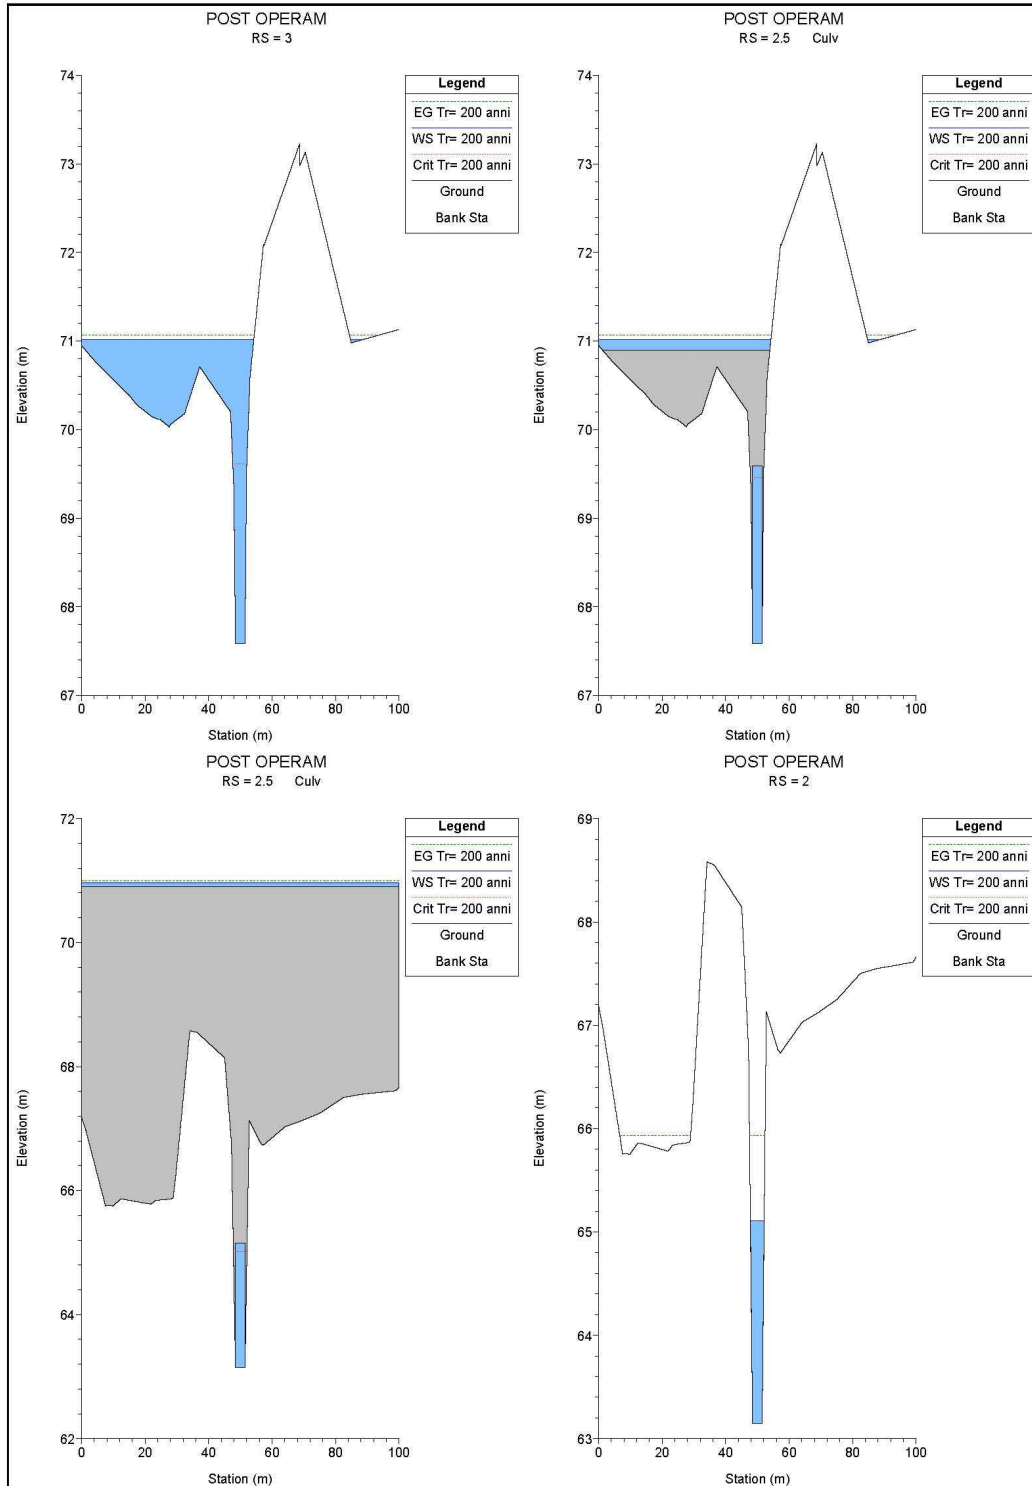 POST OPERAM
RS = 3
Legend
EG Tr= 200 anni
WS Tr= 200 anni
Crit Tr= 200 anni
Ground
Bank Sta
74
73
72
71
70
69
68
67
Elevation (m)
0 20 40 60 80 100
Station (m)
POST OPERAM
RS = 2.5 Culv
Legend
EG Tr= 200 anni
WS Tr= 200 anni
Crit Tr= 200 anni
Ground
Bank Sta
74
73
72
71
70
69
68
67
Elevation (m)
0 20 40 60 80 100
Station (m)
POST OPERAM
RS = 2.5 Culv
Legend
EG Tr= 200 anni
WS Tr= 200 anni
Crit Tr= 200 anni
Ground
Bank Sta
72
70
68
66
64
62
Elevation (m)
0 20 40 60 80 100
Station (m)
POST OPERAM
RS = 2
Legend
EG Tr= 200 anni
WS Tr= 200 anni
Crit Tr= 200 anni
Ground
Bank Sta
69
68
67
66
65
64
63
Elevation (m)
0 20 40 60 80 100
Station (m)